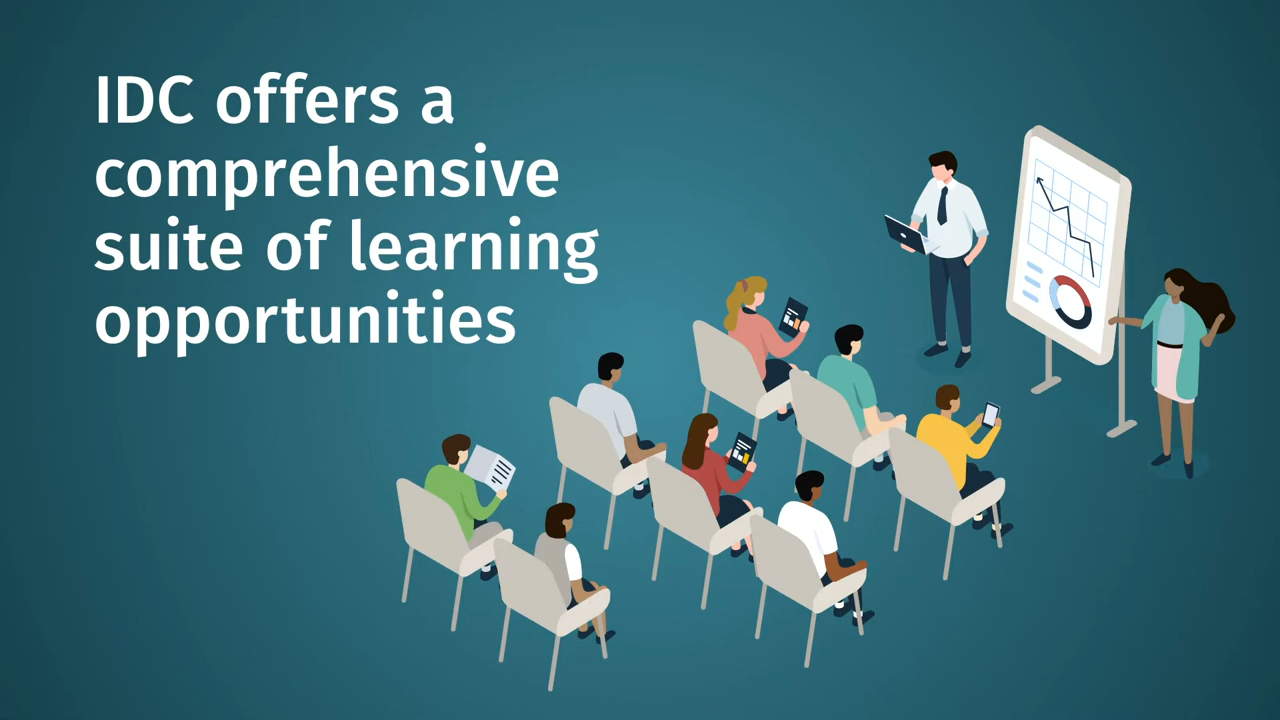 IDC offers a
comprehensive
suite of learning
opportunities